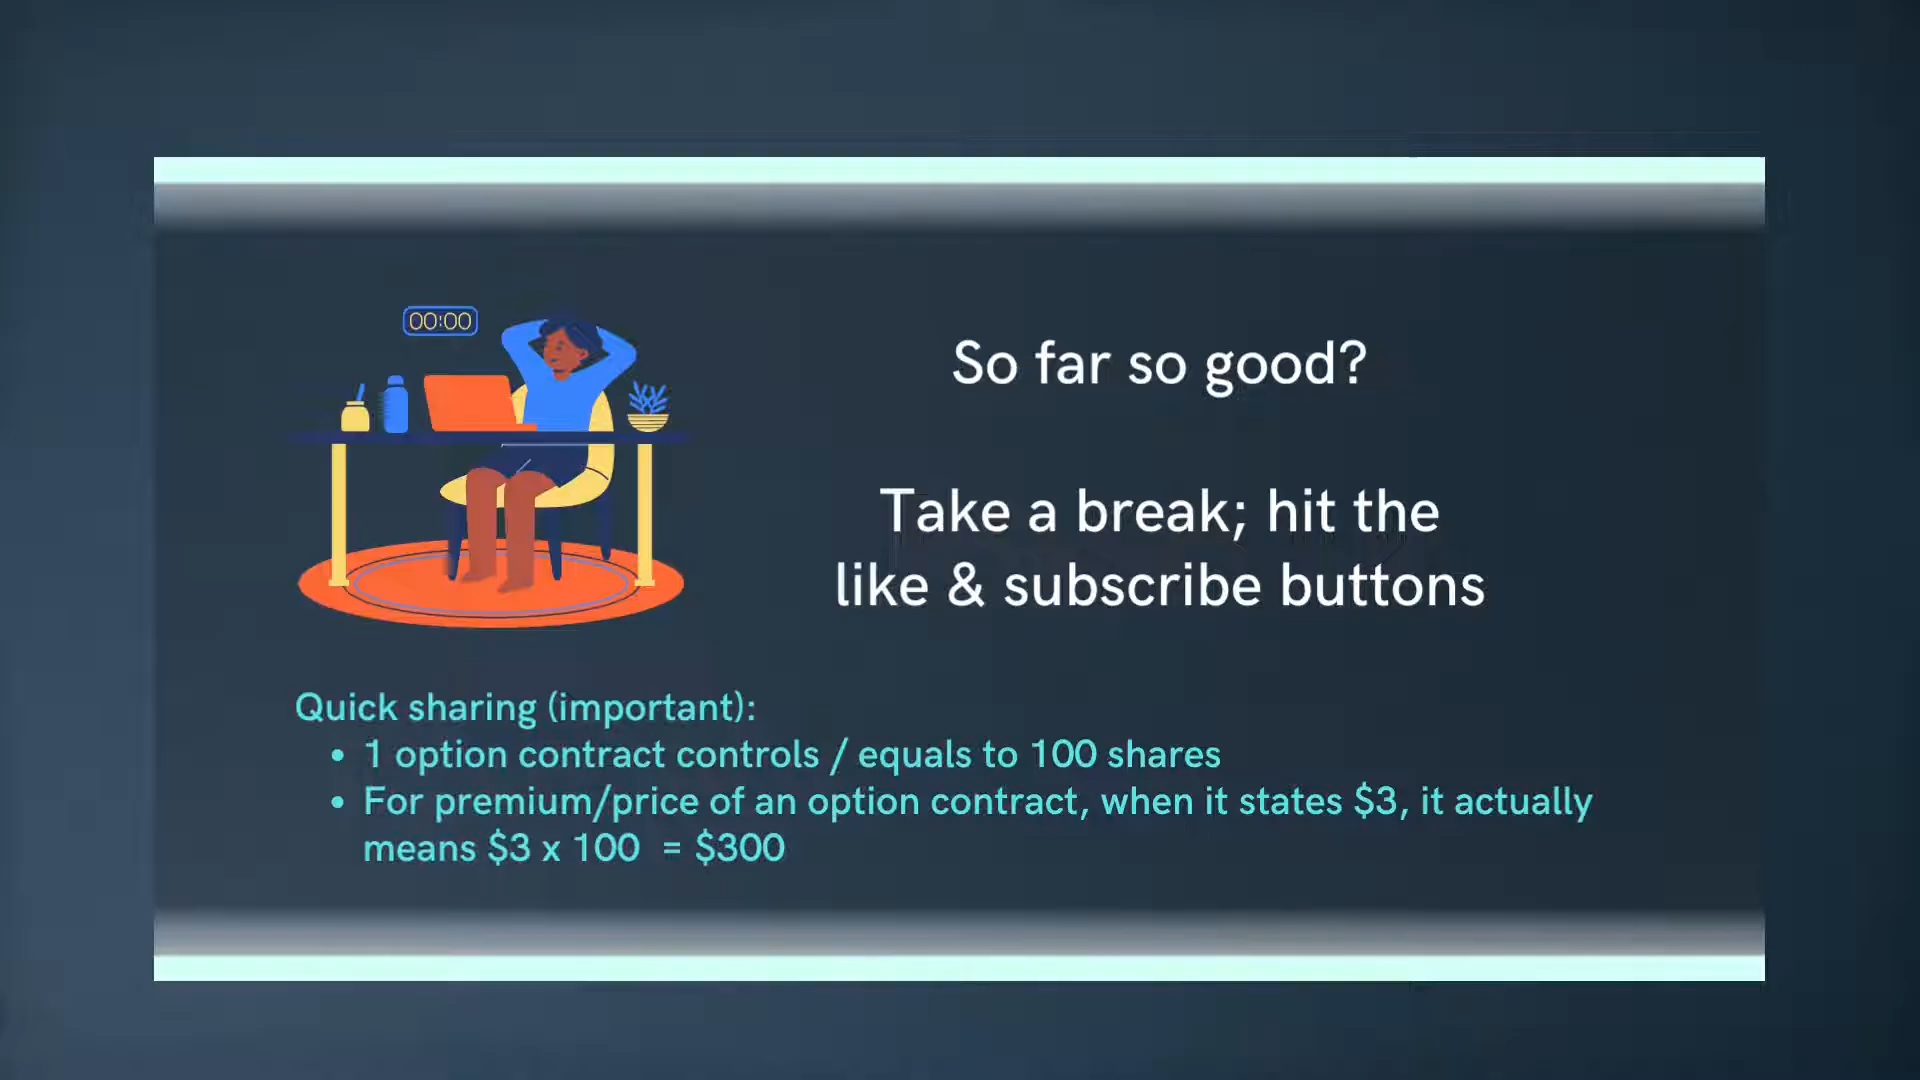 00:00
So far so good?
Take a break; hit the
like & subscribe buttons
Quick sharing (important):
• 1 option contract controls / equals to 100 shares
• For premium/price of an option contract, when it states $3, it actually
means $3 x 100 = $300